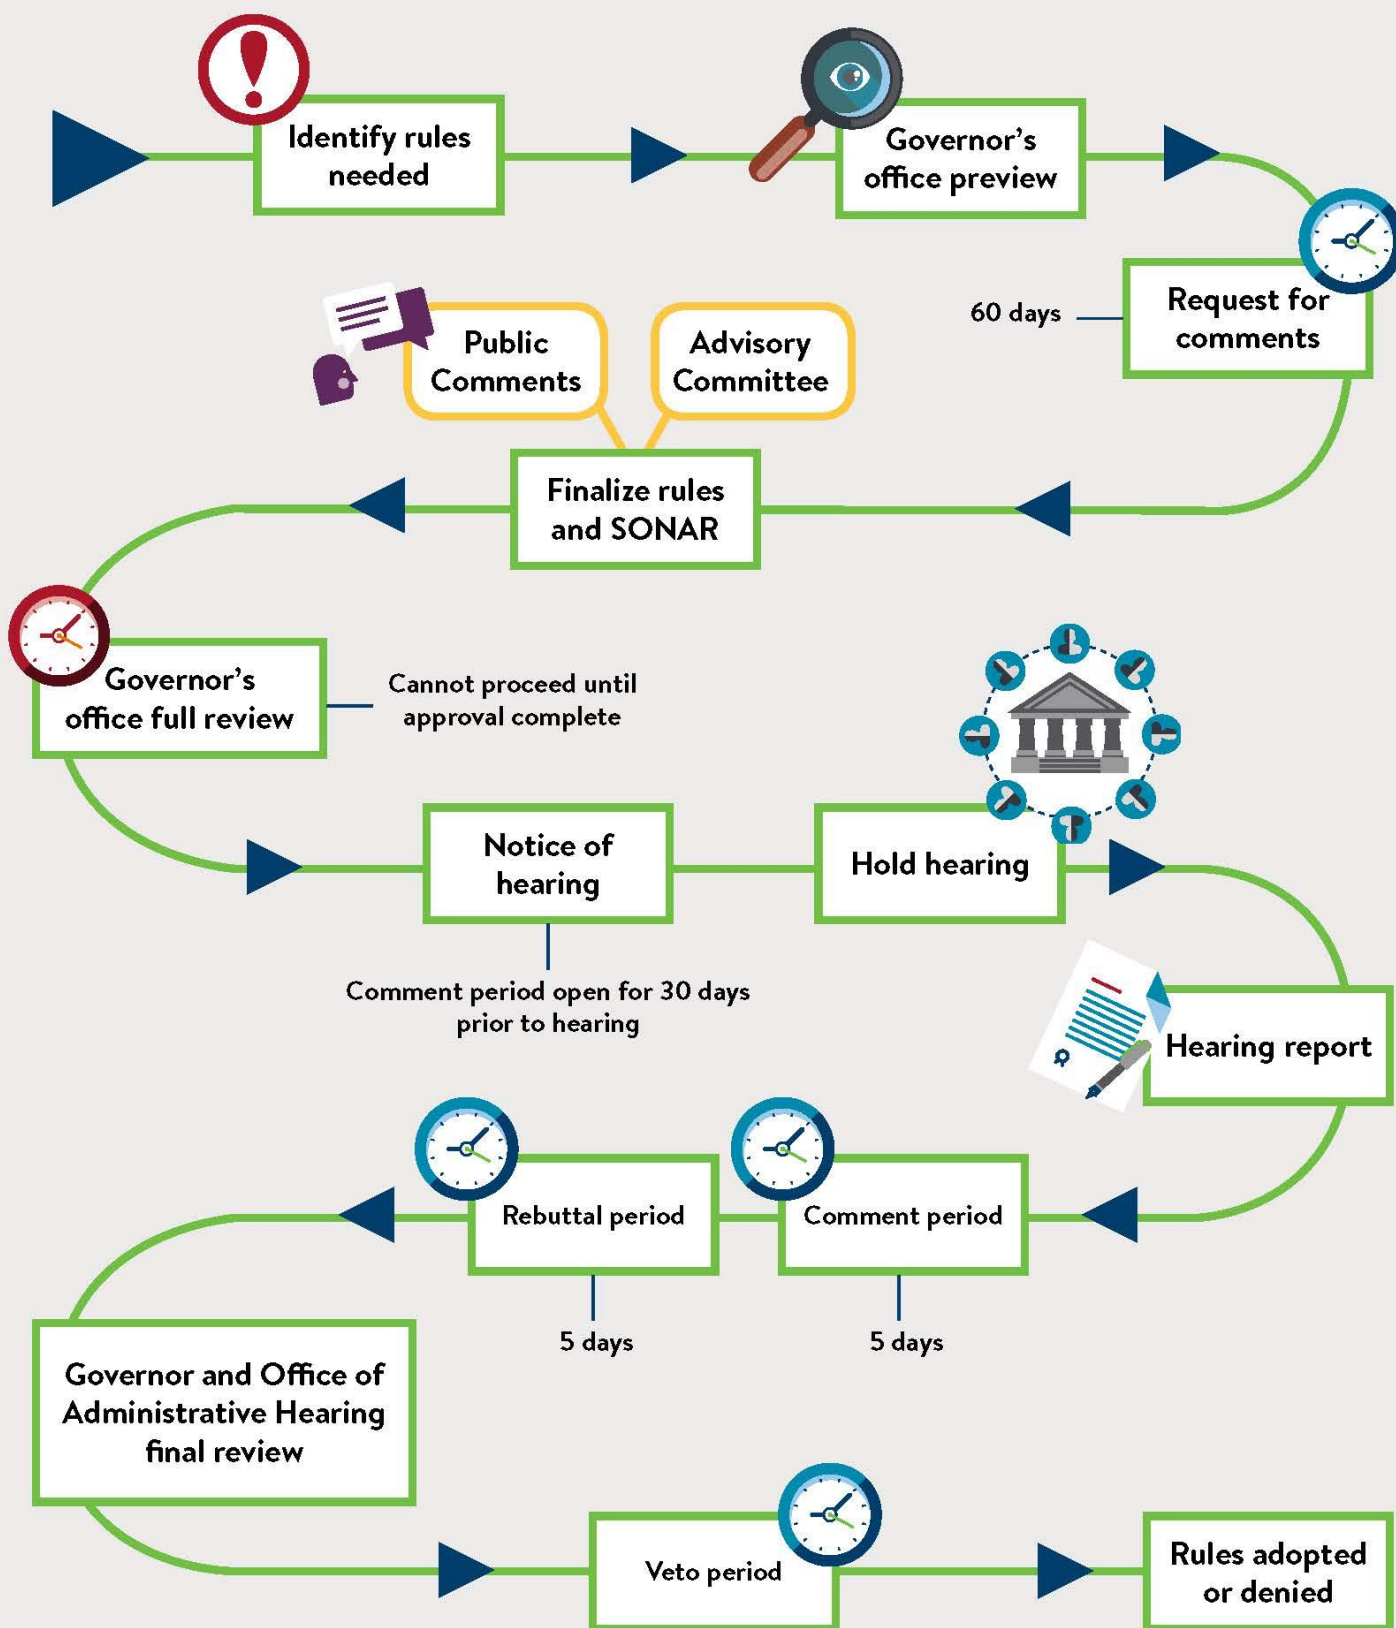 Identify rules
needed
Governor's
office preview
60 days
Request for
comments
Public
Comments
Advisory
Committee
Finalize rules
and SONAR
Governor's
office full review
Cannot proceed until
approval complete
Notice of
hearing
Hold hearing
Comment period open for 30 days
prior to hearing
Hearing report
Comment period
5 days
Rebuttal period
5 days
Governor and Office of
Administrative Hearing
final review
Veto period
Rules adopted
or denied